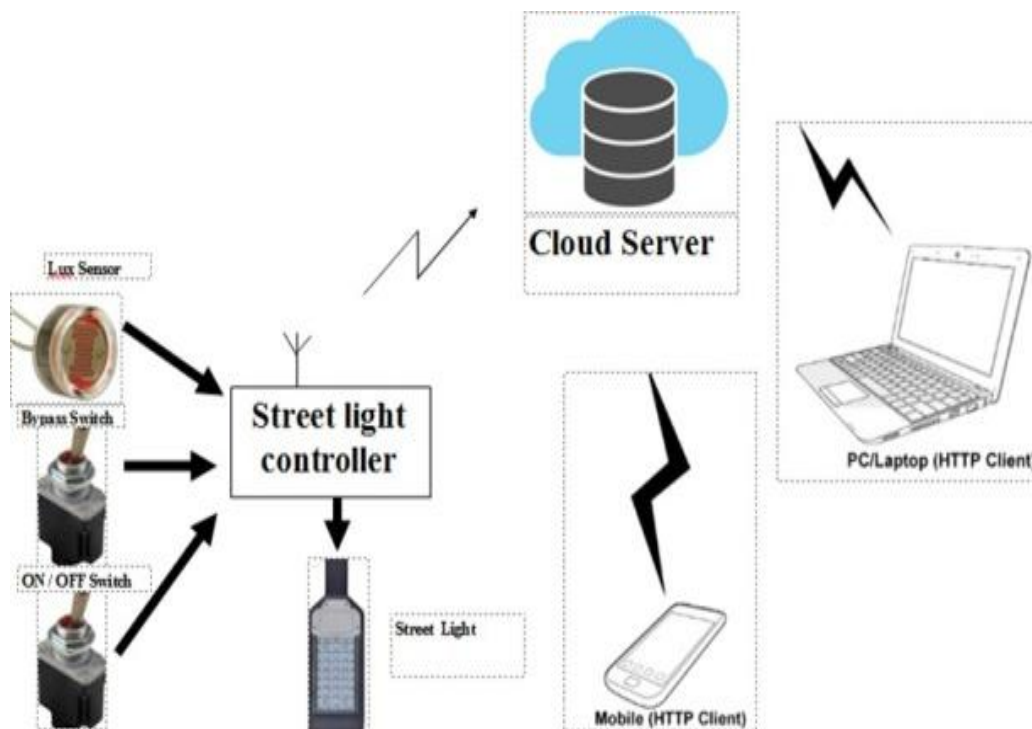 Cloud Server
Lux Sensor
Bypass Switch
Street light
controller
PC/Laptop (HTTP Client)
ON / OFF Switch
Street Light
Mobile (HTTP Client)